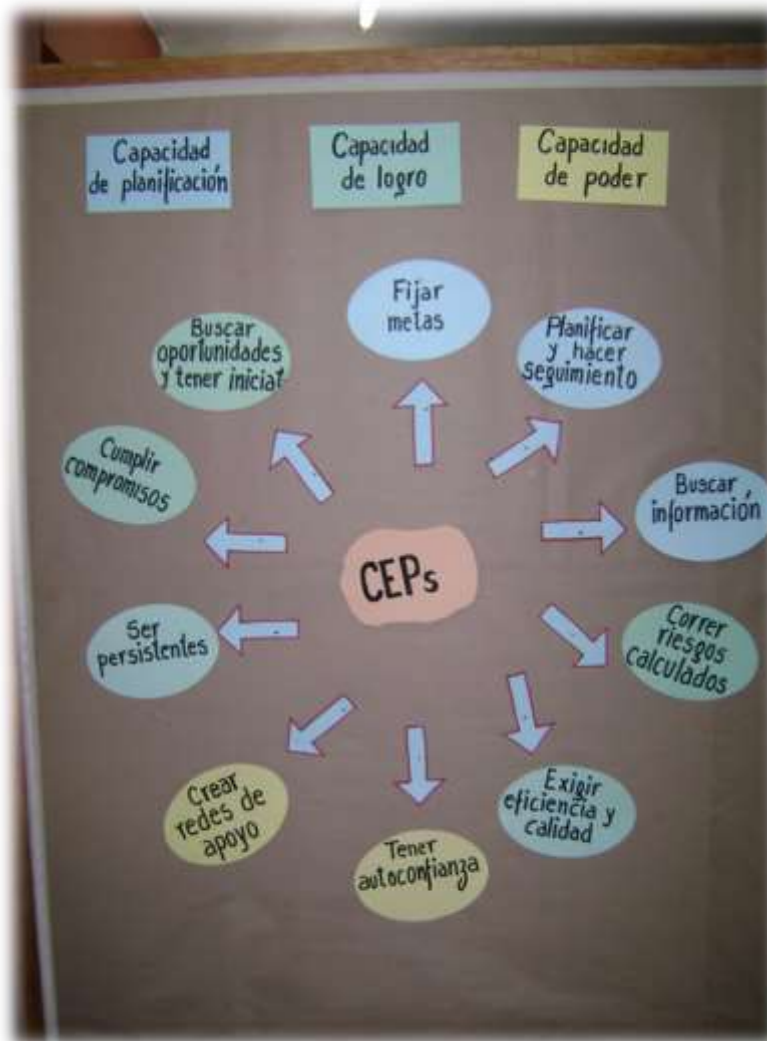 Capacidad
de planificación
Capacidad
de logro
Capacidad
de poder
Fijar
metas
Planificar
y hacer
seguimiento
Buscar
información
Correr
riesgos
calculados
Exigir
eficiencia y
calidad
Tener
autoconfianza
Crear
redes de
apoyo
Ser
persistentes
Cumplir
compromisos
Buscar
oportunidades
y tener iniciat
CEPs